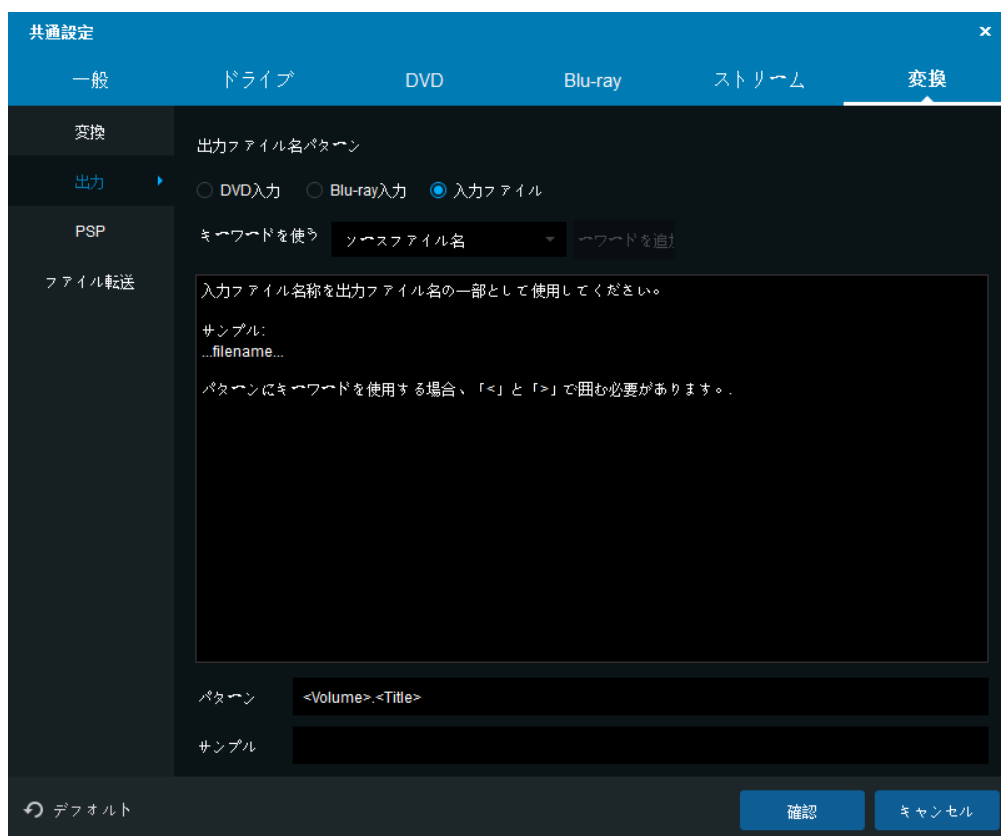 共通設定
x
一般 ドライブ DVD Blu-ray ストリーム 変換
変換
出力
PSP
ファイル転送
出力ファイル名パターン
DVD入力 Blu-ray入力 入力ファイル
キーワードを使う ソースファイル名 ーワードを追加
入力ファイル名称を出力ファイル名の一部として使用してください。
サンプル:
...filename...
パターンにキーワードを使用する場合、「<」と「>」で囲む必要があります。.
パターン <Volume>.<Title>
サンプル
デフォルト 確認 キャンセル